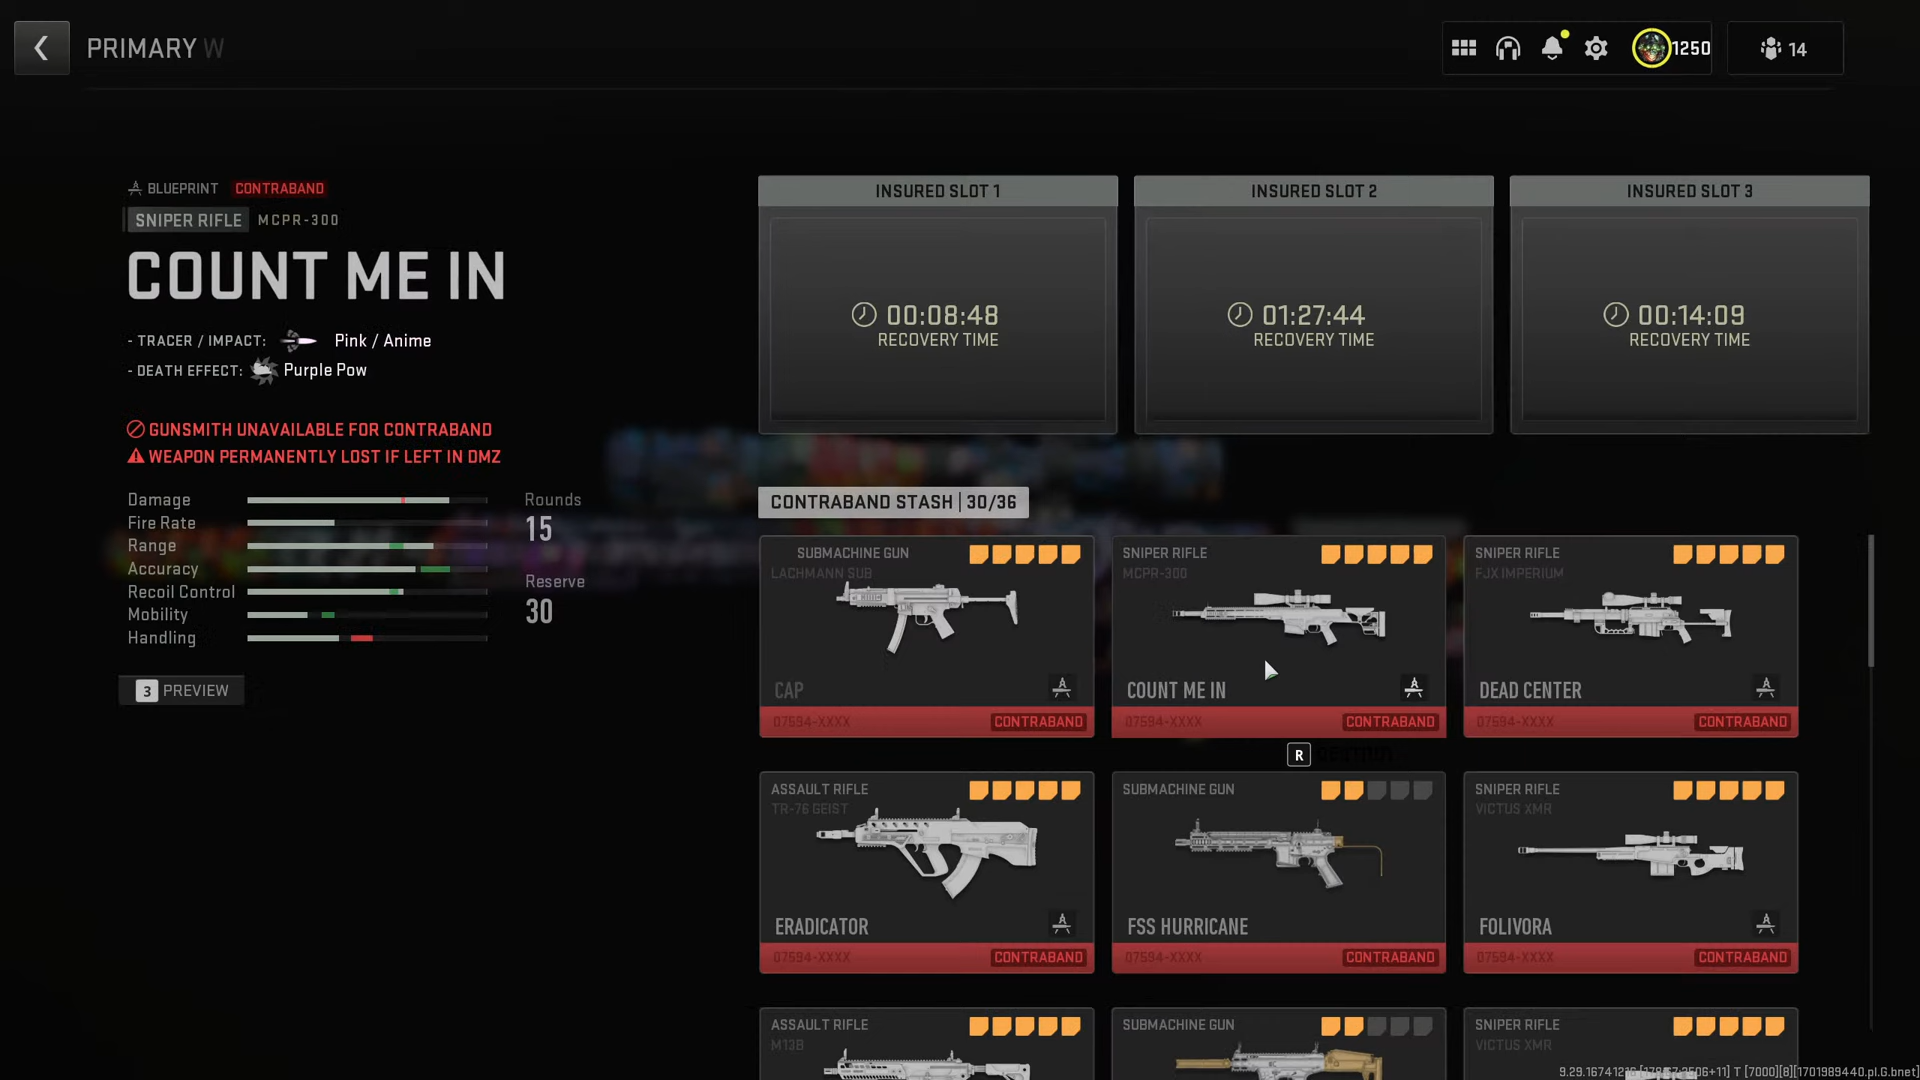 PRIMARY W
1250
14
BLUEPRINT CONTRABAND
SNIPER RIFLE MCPR-300
COUNT ME IN
- TRACER / IMPACT: Pink / Anime
- DEATH EFFECT: Purple Pow
GUNSMITH UNAVAILABLE FOR CONTRABAND
WEAPON PERMANENTLY LOST IF LEFT IN DMZ
Damage
Fire Rate
Range
Accuracy
Recoil Control
Mobility
Handling
Rounds
15
Reserve
30
3 PREVIEW
INSURED SLOT 1
00:08:48
RECOVERY TIME
INSURED SLOT 2
01:27:44
RECOVERY TIME
INSURED SLOT 3
00:14:09
RECOVERY TIME
CONTRABAND STASH | 30/36
SUBMACHINE GUN
LACHMANN SUB
CAP
07594-XXXX CONTRABAND
SNIPER RIFLE
MCPR-300
COUNT ME IN
07594-XXXX CONTRABAND
SNIPER RIFLE
FJX IMPERIUM
DEAD CENTER
07594-XXXX CONTRABAND
R DESTROY
ASSAULT RIFLE
TR-76 GEIST
ERADICATOR
07594-XXXX CONTRABAND
SUBMACHINE GUN
FSS HURRICANE
07594-XXXX CONTRABAND
SNIPER RIFLE
VICTUS XMR
FOLIVORA
07594-XXXX CONTRABAND
ASSAULT RIFLE
M13B
SUBMACHINE GUN
SNIPER RIFLE
VICTUS XMR